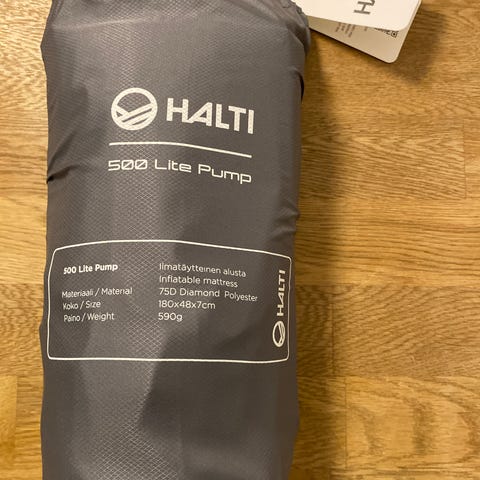 HALTI
500 Lite Pump
500 Lite Pump
Ilmatäytteinen alusta
Inflatable mattress
Materiaali / Material 75D Diamond Polyester
Koko / Size 180x48x7cm
Paino / Weight 590g
HALTI